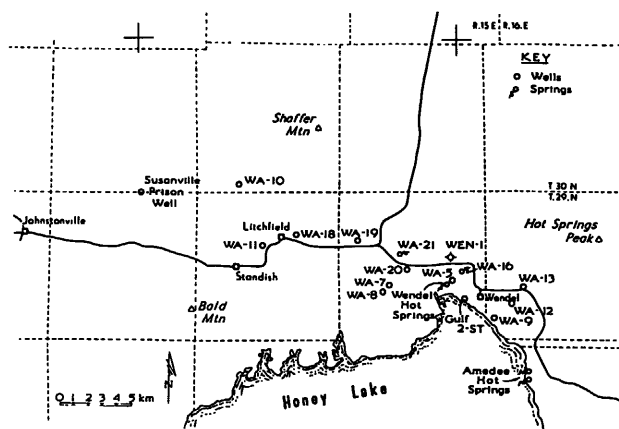 R.15 E. R.16 E.
KEY
Wells
Springs
Shaffer
Mtn
Susanville
Prison
Well
WA-10
T. 30 N
T. 29 N.
Johnstonville
Litchfield
WA-18
WA-19
WA-11
Standish
WA-21
WEN-1
Hot Springs
Peak
WA-20
WA-5
WA-16
WA-7
WA-8
WA-13
Wendel
Hot
Springs
Wendel
WA-12
Gulf
2-ST
WA-9
Bald
Mtn
Amedee
Hot
Springs
N
0 1 2 3 4 5 km
Honey Lake